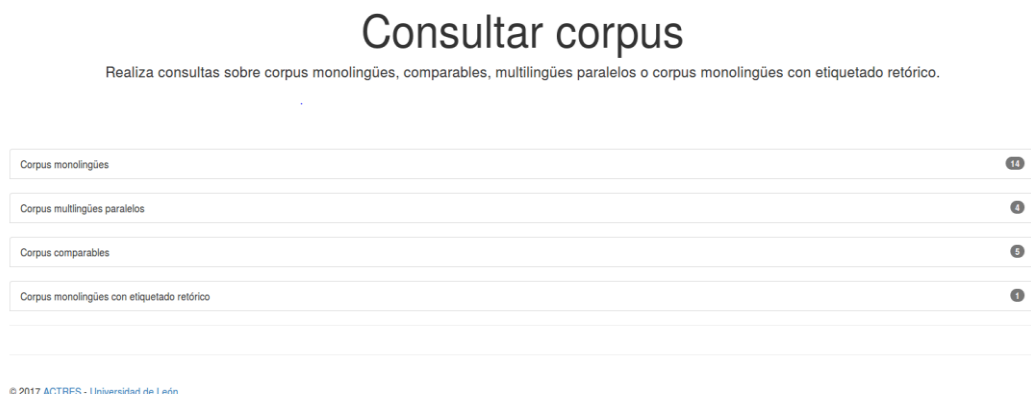 Consultar corpus
Realiza consultas sobre corpus monolingües, comparables, multilingües paralelos o corpus monolingües con etiquetado retórico.
.
Corpus monolingües 14
Corpus multlingües paralelos 4
Corpus comparables 5
Corpus monolingües con etiquetado retórico 1
© 2017 ACTRES - Universidad de León